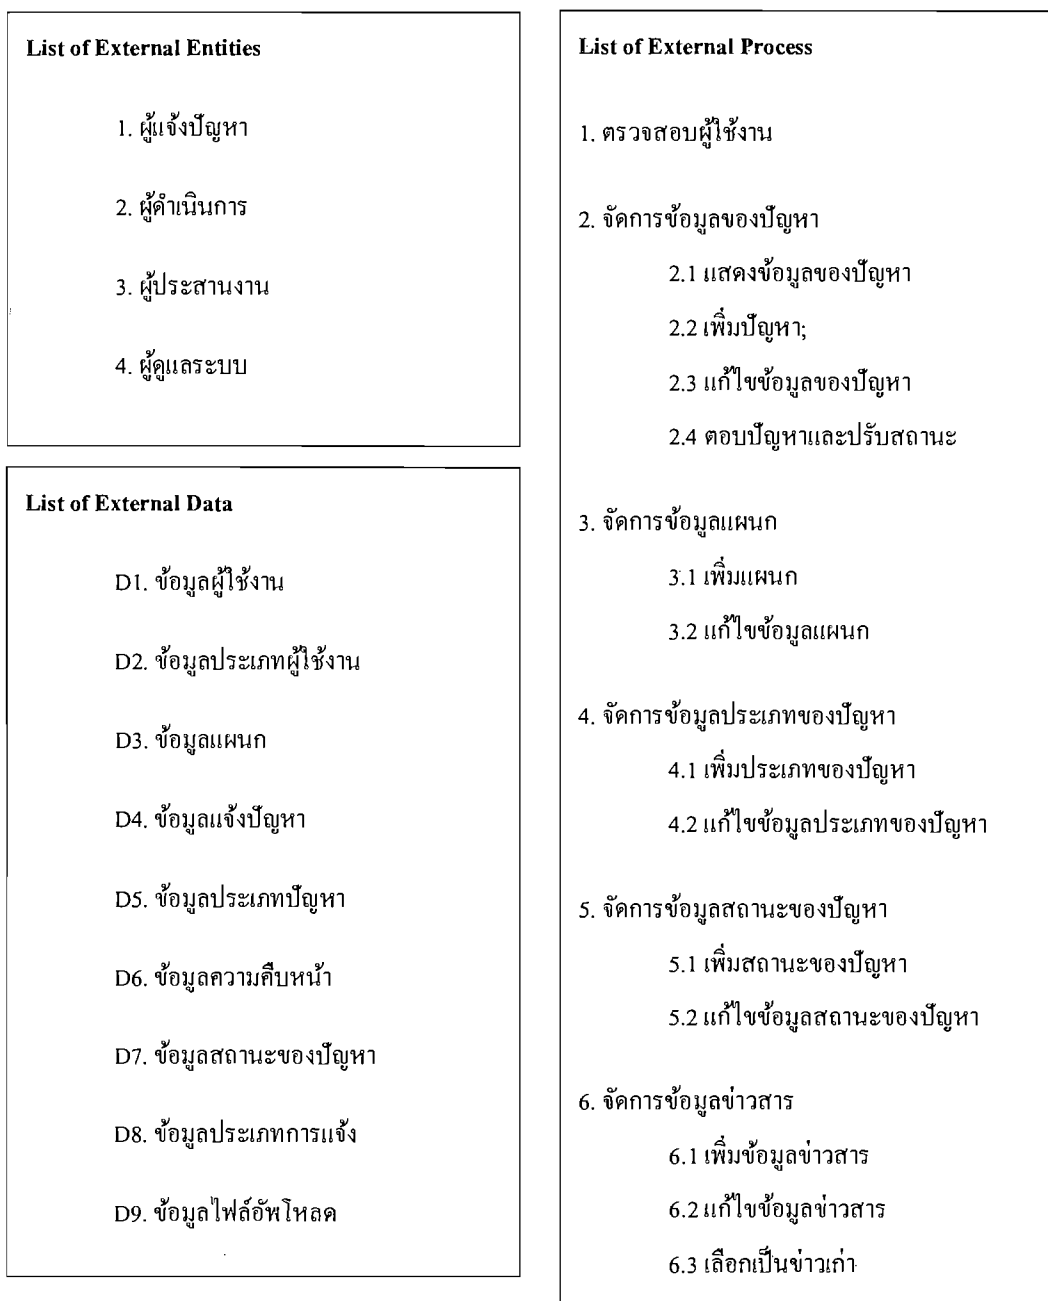 List of External Entities
1. ผู้แจ้งปัญหา
2. ผู้ดำเนินการ
3. ผู้ประสานงาน
4. ผู้ดูแลระบบ
List of External Data
D1. ข้อมูลผู้ใช้งาน
D2. ข้อมูลประเภทผู้ใช้งาน
D3. ข้อมูลแผนก
D4. ข้อมูลแจ้งปัญหา
D5. ข้อมูลประเภทปัญหา
D6. ข้อมูลความคืบหน้า
D7. ข้อมูลสถานะของปัญหา
D8. ข้อมูลประเภทการแจ้ง
D9. ข้อมูลไฟล์อัพโหลด
List of External Process
1. ตรวจสอบผู้ใช้งาน
2. จัดการข้อมูลของปัญหา
2.1 แสดงข้อมูลของปัญหา
2.2 เพิ่มปัญหา;
2.3 แก้ไขข้อมูลของปัญหา
2.4 ตอบปัญหาและปรับสถานะ
3. จัดการข้อมูลแผนก
3.1 เพิ่มแผนก
3.2 แก้ไขข้อมูลแผนก
4. จัดการข้อมูลประเภทของปัญหา
4.1 เพิ่มประเภทของปัญหา
4.2 แก้ไขข้อมูลประเภทของปัญหา
5. จัดการข้อมูลสถานะของปัญหา
5.1 เพิ่มสถานะของปัญหา
5.2 แก้ไขข้อมูลสถานะของปัญหา
6. จัดการข้อมูลข่าวสาร
6.1 เพิ่มข้อมูลข่าวสาร
6.2 แก้ไขข้อมูลข่าวสาร
6.3 เลือกเป็นข่าวเก่า